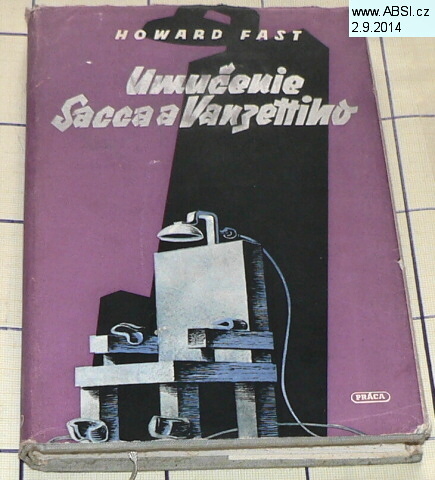 www.ABSI.cz
2.9.2014
HOWARD FAST
Umučenie
Sacca a Vanzettiho
PRÁCA